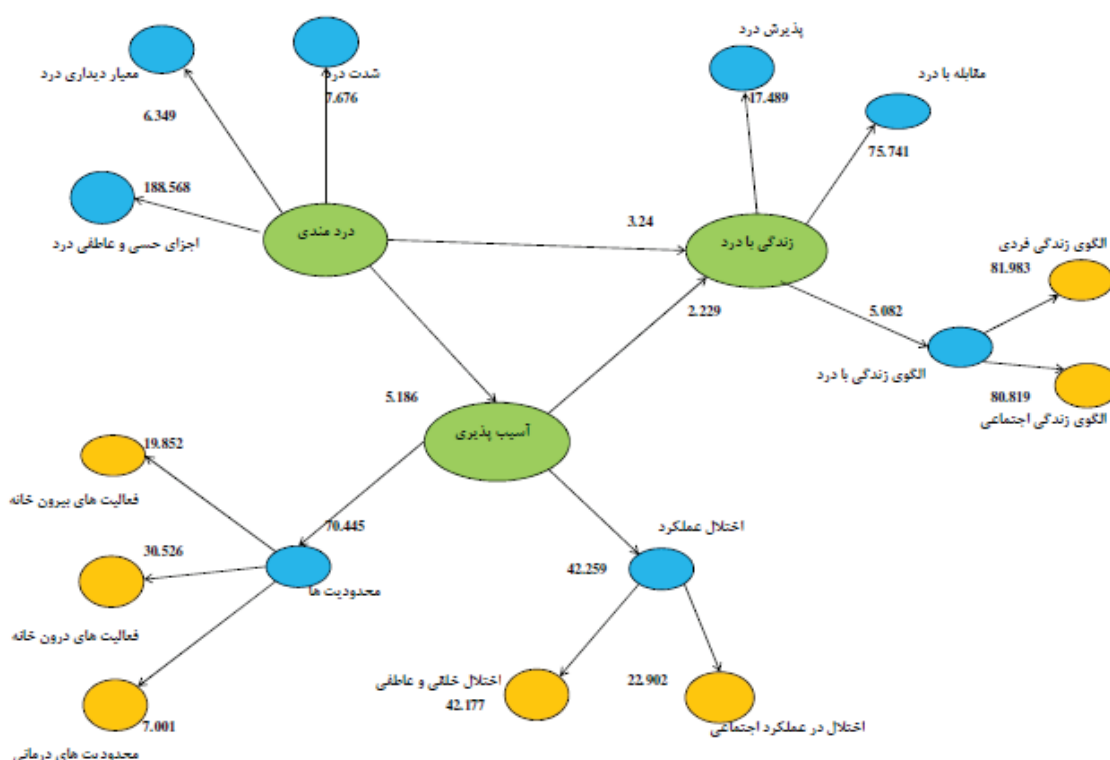 پذیرش درد
17.489
مقابله با درد
75.741
شدت درد
7.676
معیار دیداری درد
6.349
188.568
اجزای حسی و عاطفی درد
درد مندی
3.24
زندگی با درد
الگوی زندگی فردی
81.983
2.229
5.082
الگوی زندگی با درد
80.819
الگوی زندگی اجتماعی
5.186
آسیب پذیری
19.852
فعالیت های بیرون خانه
70.445
اختلال عملکرد
42.259
30.526
محدودیت ها
فعالیت های درون خانه
اختلال خلقی و عاطفی
42.177
22.902
اختلال در عملکرد اجتماعی
7.001
محدودیت های درمانی